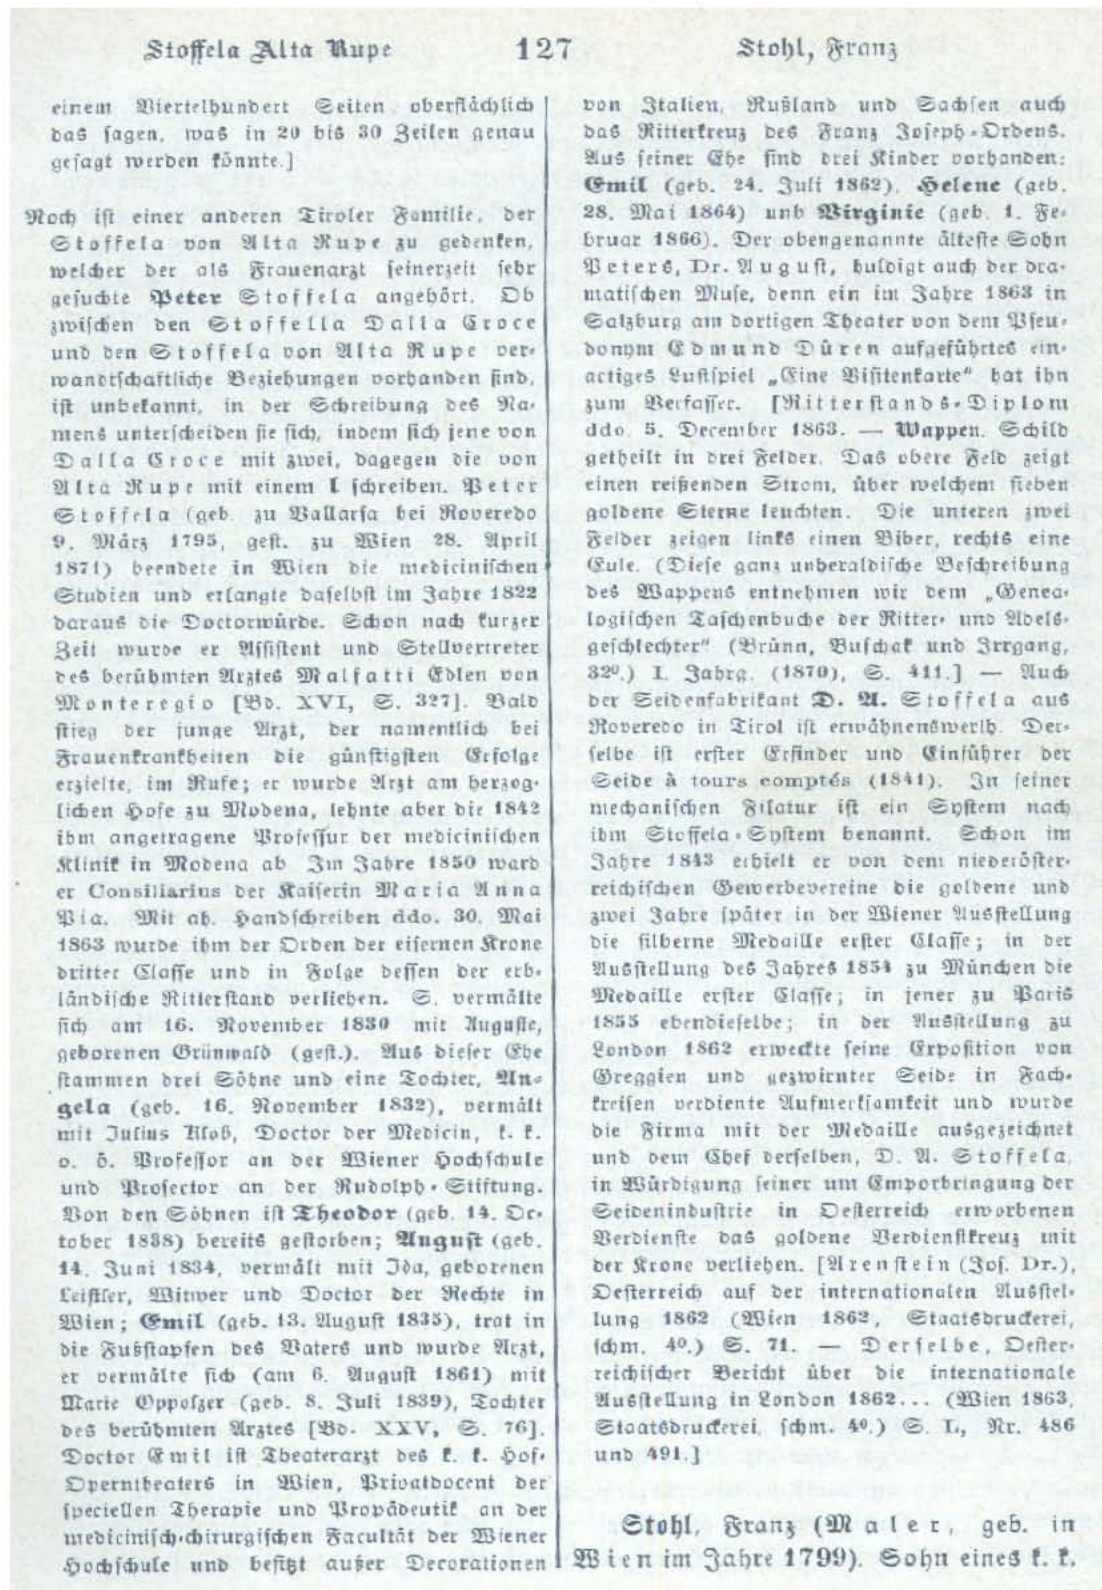 Stoffela Alta Rupe 127 Stohl, Franz
einem Viertelhundert Seiten oberflächlich
das sagen, was in 20 bis 30 Zeilen genau
gesagt werden könnte.]
Noch ist einer anderen Tiroler Familie, der
Stoffela von Alta Rupe zu gedenken,
welcher der als Frauenarzt seinerzeit sehr
gesuchte Peter Stoffela angehört. Ob
zwischen den Stoffella Dalla Croce
und den Stoffela von Alta Rupe ver-
wandtschaftliche Beziehungen vorhanden sind,
ist unbekannt, in der Schreibung des Na-
mens unterscheiden sie sich, indem sich jene von
Dalla Croce mit zwei, dagegen die von
Alta Rupe mit einem l schreiben. Peter
Stoffela (geb. zu Vallarsa bei Roveredo
9. März 1795, gest. zu Wien 28. April
1871) beendete in Wien die medicinischen
Studien und erlangte daselbst im Jahre 1822
daraus die Doctorwürde. Schon nach kurzer
Zeit wurde er Assistent und Stellvertreter
des berühmten Arztes Malfatti Edlen von
Monteregio [Bd. XVI, S. 327]. Bald
stieg der junge Arzt, der namentlich bei
Frauenkrankheiten die günstigsten Erfolge
erzielte, im Rufe; er wurde Arzt am herzog-
lichen Hofe zu Modena, lehnte aber die 1842
ihm angetragene Professur der medicinischen
Klinik in Modena ab Im Jahre 1850 ward
er Consiliarius der Kaiserin Maria Anna
Pia. Mit ah. Handschreiben ddo. 30. Mai
1863 wurde ihm der Orden der eisernen Krone
dritter Classe und in Folge dessen der erb-
ländische Ritterstand verliehen. S. vermälte
sich am 16. November 1830 mit Auguste,
geborenen Grünwald (gest.). Aus dieser Ehe
stammen drei Söhne und eine Tochter, An-
gela (geb. 16. November 1832), vermält
mit Julius Klob, Doctor der Medicin, k. k.
o. ö. Professor an der Wiener Hochschule
und Prosector an der Rudolph-Stiftung.
Von den Söhnen ist Theodor (geb. 14. Oc-
tober 1838) bereits gestorben; August (geb.
14. Juni 1834, vermält mit Ida, geborenen
Leistler, Witwer und Doctor der Rechte in
Wien; Emil (geb. 13. August 1835), trat in
die Fußstapfen des Vaters und wurde Arzt,
er vermälte sich (am 6. August 1861) mit
Marie Oppolzer (geb. 8. Juli 1839), Tochter
des berühmten Arztes [Bd. XXV, S. 76].
Doctor Emil ist Theaterarzt des k. k. Hof-
Operntheaters in Wien, Privatdocent der
speciellen Therapie und Propädeutik an der
medicinisch-chirurgischen Facultät der Wiener
Hochschule und besitzt außer Decorationen
von Italien, Rußland und Sachsen auch
das Ritterkreuz des Franz Joseph-Ordens.
Aus seiner Ehe sind drei Kinder vorhanden:
Emil (geb. 24. Juli 1862), Helene (geb.
28. Mai 1864) und Virginie (geb. 1. Fe-
bruar 1866). Der obengenannte älteste Sohn
Peters, Dr. August, huldigt auch der dra-
matischen Muse, denn ein im Jahre 1863 in
Salzburg am dortigen Theater von dem Pseu-
donym Edmund Düren aufgeführtes ein-
actiges Lustspiel „Eine Visitenkarte“ hat ihn
zum Verfasser. [Ritterstands-Diplom
ddo. 5. December 1863. — Wappen. Schild
getheilt in drei Felder. Das obere Feld zeigt
einen reißenden Strom, über welchem sieben
goldene Sterne leuchten. Die unteren zwei
Felder zeigen links einen Biber, rechts eine
Eule. (Diese ganz unheraldische Beschreibung
des Wappens entnehmen wir dem „Genea-
logischen Taschenbuche der Ritter- und Adels-
geschlechter“ (Brünn, Buschak und Irrgang,
32⁰.) I. Jahrg. (1870), S. 411.] — Auch
der Seidenfabrikant D. A. Stoffela aus
Roveredo in Tirol ist erwähnenswerth. Der-
selbe ist erster Erfinder und Einführer der
Seide à tours comptés (1841). In seiner
mechanischen Filatur ist ein System nach
ihm Stoffela-System benannt. Schon im
Jahre 1843 erhielt er von dem niederöster-
reichischen Gewerbevereine die goldene und
zwei Jahre später in der Wiener Ausstellung
die silberne Medaille erster Classe; in der
Ausstellung des Jahres 1854 zu München die
Medaille erster Classe; in jener zu Paris
1855 ebendieselbe; in der Ausstellung zu
London 1862 erweckte seine Exposition von
Greggien und gezwirnter Seide in Fach-
kreisen verdiente Aufmerksamkeit und wurde
die Firma mit der Medaille ausgezeichnet
und dem Chef derselben, D. A. Stoffela,
in Würdigung seiner um Emporbringung der
Seidenindustrie in Oesterreich erworbenen
Verdienste das goldene Verdienstkreuz mit
der Krone verliehen. [Arenstein (Jos. Dr.),
Oesterreich auf der internationalen Ausstel-
lung 1862 (Wien 1862, Staatsdruckerei,
schm. 4⁰.) S. 71. — Derselbe, Oester-
reichischer Bericht über die internationale
Ausstellung in London 1862... (Wien 1863,
Staatsdruckerei, schm. 4⁰.) S. L, Nr. 486
und 491.]
Stohl, Franz (Maler, geb. in
Wien im Jahre 1799). Sohn eines k. k.